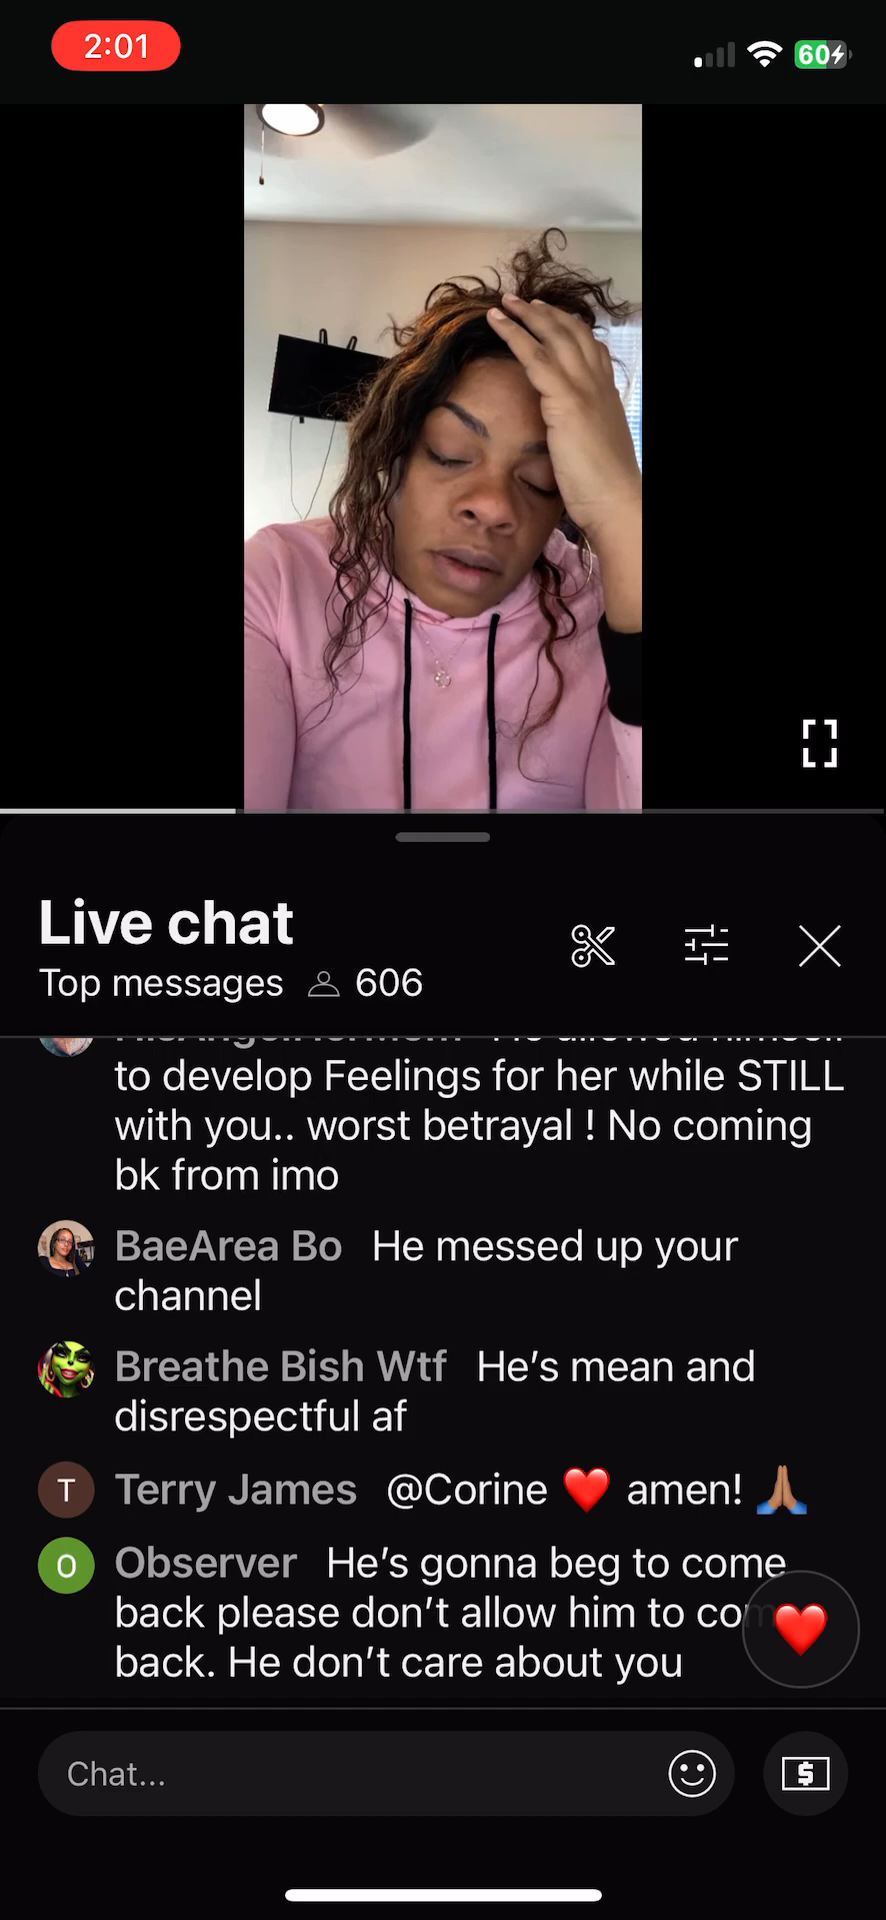 2:01
60
Live chat
Top messages 606
to develop Feelings for her while STILL
with you.. worst betrayal ! No coming
bk from imo
BaeArea Bo He messed up your
channel
Breathe Bish Wtf He's mean and
disrespectful af
T Terry James @Corine ❤️ amen! 🙏🏽
O Observer He's gonna beg to come
back please don't allow him to come
back. He don't care about you
Chat...
$